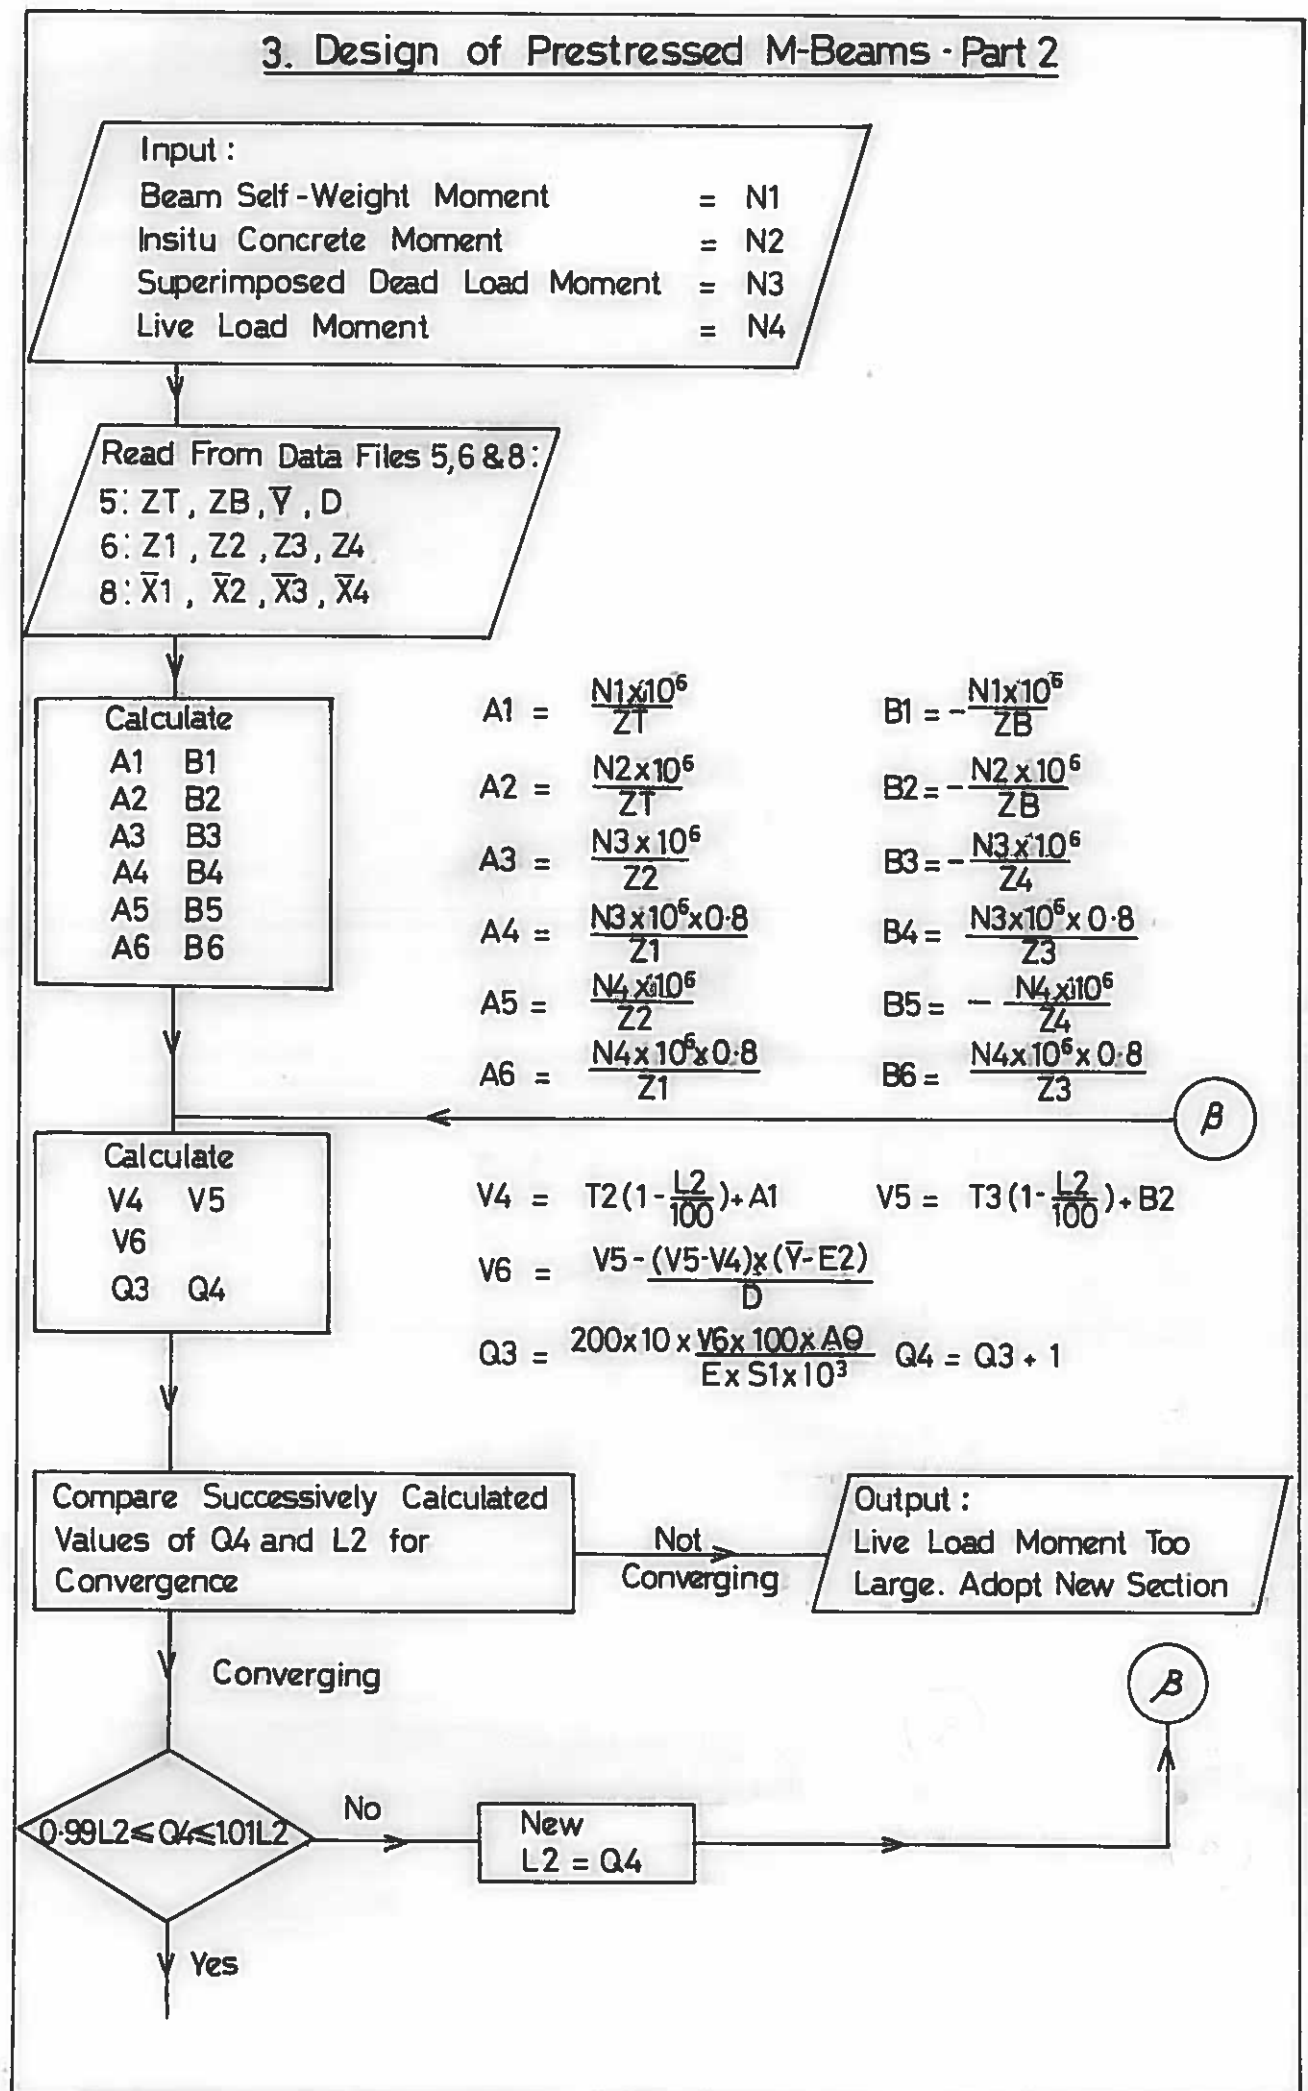 3. Design of Prestressed M-Beams - Part 2
Input :
Beam Self-Weight Moment = N1
Insitu Concrete Moment = N2
Superimposed Dead Load Moment = N3
Live Load Moment = N4
Read From Data Files 5,6 & 8:
5: ZT, ZB, Y̅, D
6: Z1, Z2, Z3, Z4
8: X̅1, X̅2, X̅3, X̅4
Calculate
A1 B1
A2 B2
A3 B3
A4 B4
A5 B5
A6 B6
A1 = N1x10⁶/ZT B1 = -N1x10⁶/ZB
A2 = N2x10⁶/ZT B2 = -N2x10⁶/ZB
A3 = N3x10⁶/Z2 B3 = -N3x10⁶/Z4
A4 = N3x10⁶x0·8/Z1 B4 = N3x10⁶x0·8/Z3
A5 = N4x10⁶/Z2 B5 = -N4x10⁶/Z4
A6 = N4x10⁶x0·8/Z1 B6 = N4x10⁶x0·8/Z3
β
Calculate
V4 V5
V6
Q3 Q4
V4 = T2(1-L2/100)+A1 V5 = T3(1-L2/100)+B2
V6 = V5-(V5-V4)x(Y̅-E2)/D
Q3 = 200x10xV6x100xAθ/ExS1x10³ Q4 = Q3 + 1
Compare Successively Calculated
Values of Q4 and L2 for
Convergence
Not
Converging
Output :
Live Load Moment Too
Large. Adopt New Section
Converging
β
0·99L2≤Q4≤1·01L2
No
New
L2 = Q4
Yes